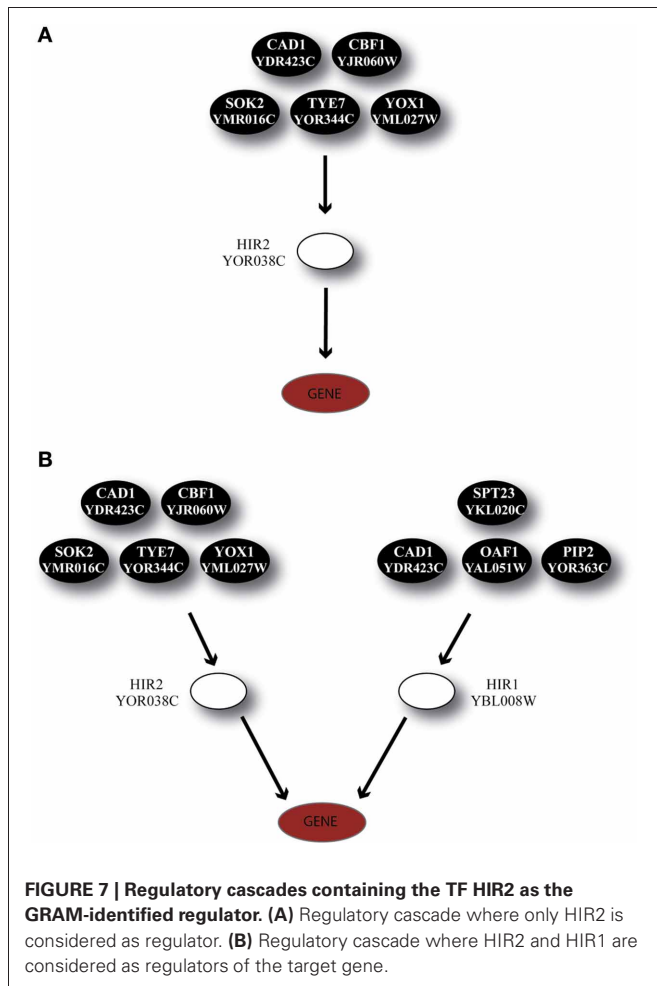 A
CAD1 CBF1
YDR423C YJR060W
SOK2 TYE7 YOX1
YMR016C YOR344C YML027W
HIR2
YOR038C
GENE
B
CAD1 CBF1
YDR423C YJR060W
SOK2 TYE7 YOX1
YMR016C YOR344C YML027W
SPT23
YKL020C
CAD1 OAF1 PIP2
YDR423C YAL051W YOR363C
HIR2
YOR038C
HIR1
YBL008W
GENE
FIGURE 7 | Regulatory cascades containing the TF HIR2 as the
GRAM-identified regulator. (A) Regulatory cascade where only HIR2 is
considered as regulator. (B) Regulatory cascade where HIR2 and HIR1 are
considered as regulators of the target gene.